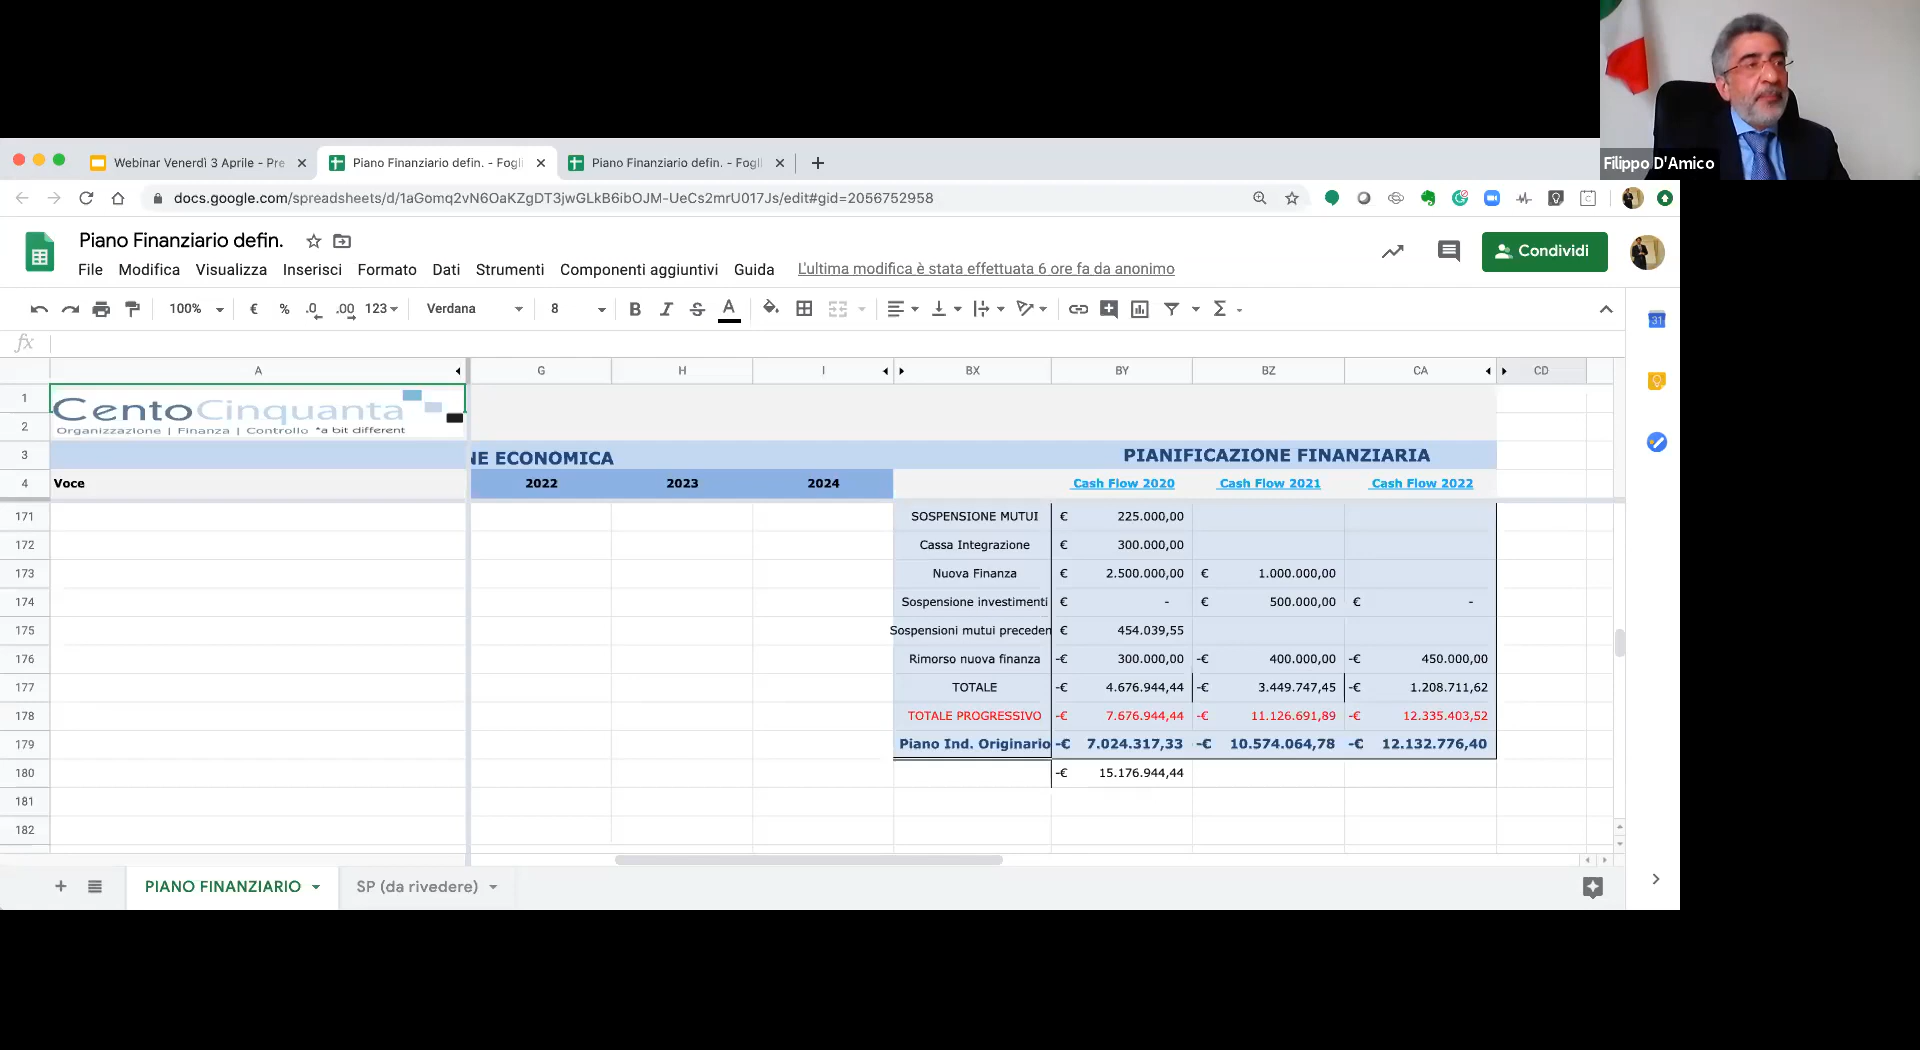 Filippo D'Amico
Webinar Venerdì 3 Aprile - Pre
Piano Finanziario defin. - Fogli
Piano Finanziario defin. - Fogli
docs.google.com/spreadsheets/d/1aGomq2vN6OaKZgDT3jwGLkB6ibOJM-UeCs2mrU017Js/edit#gid=2056752958
Piano Finanziario defin.
File Modifica Visualizza Inserisci Formato Dati Strumenti Componenti aggiuntivi Guida L'ultima modifica è stata effettuata 6 ore fa da anonimo
Condividi
100% € % .0 .00 123 Verdana 8 B I S A Σ
fx
A G H I BX BY BZ CA CD
1 CentoCinquanta
2 Organizzazione | Finanza | Controllo *a bit different
3 NE ECONOMICA PIANIFICAZIONE FINANZIARIA
4 Voce 2022 2023 2024 Cash Flow 2020 Cash Flow 2021 Cash Flow 2022
171 SOSPENSIONE MUTUI € 225.000,00
172 Cassa Integrazione € 300.000,00
173 Nuova Finanza € 2.500.000,00 € 1.000.000,00
174 Sospensione investimenti € - € 500.000,00 € -
175 Sospensioni mutui preceden € 454.039,55
176 Rimorso nuova finanza -€ 300.000,00 -€ 400.000,00 -€ 450.000,00
177 TOTALE -€ 4.676.944,44 -€ 3.449.747,45 -€ 1.208.711,62
178 TOTALE PROGRESSIVO -€ 7.676.944,44 -€ 11.126.691,89 -€ 12.335.403,52
179 Piano Ind. Originario -€ 7.024.317,33 -€ 10.574.064,78 -€ 12.132.776,40
180 -€ 15.176.944,44
181
182
PIANO FINANZIARIO SP (da rivedere)
31